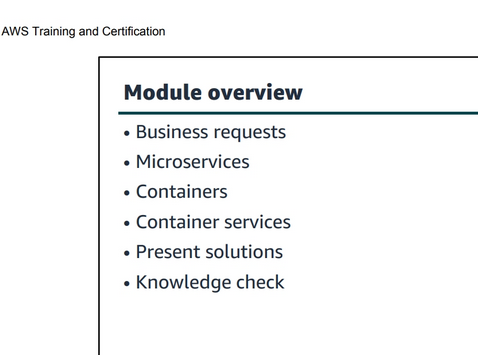 AWS Training and Certification
Module overview
• Business requests
• Microservices
• Containers
• Container services
• Present solutions
• Knowledge check